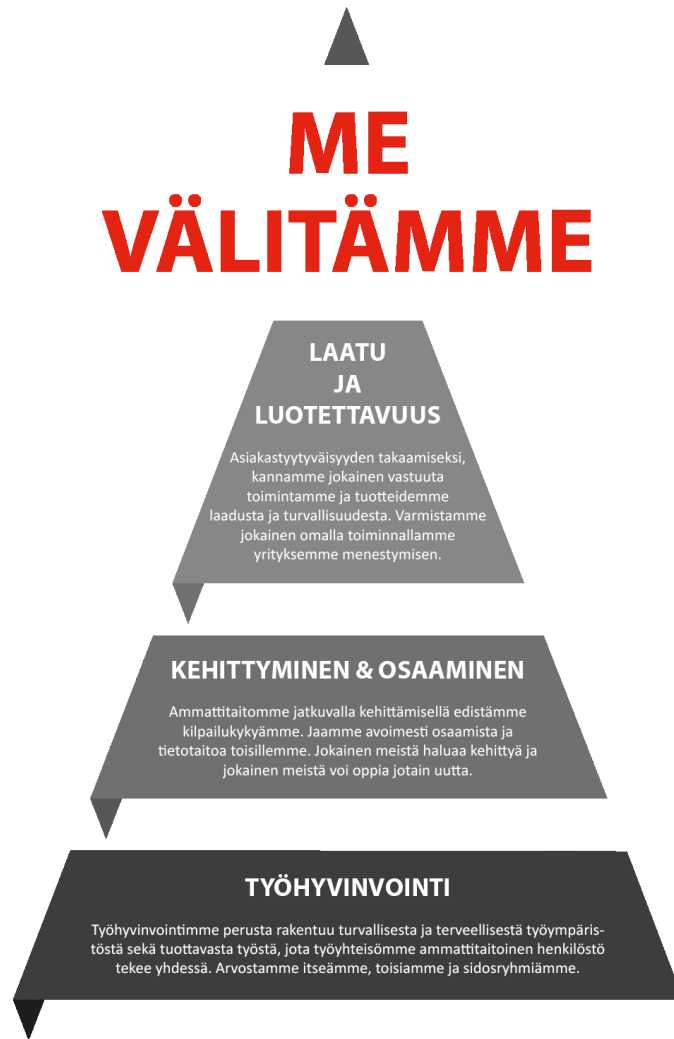 ME
VÄLITÄMME
LAATU
JA
LUOTETTAVUUS
Asiakastyytyväisyyden takaamiseksi,
kannamme jokainen vastuuta
toimintamme ja tuotteidemme
laadusta ja turvallisuudesta. Varmistamme
jokainen omalla toiminnallamme
yrityksemme menestymisen.
KEHITTYMINEN & OSAAMINEN
Ammattitaitomme jatkuvalla kehittämisellä edistämme
kilpailukykyämme. Jaamme avoimesti osaamista ja
tietotaitoa toisillemme. Jokainen meistä haluaa kehittyä ja
jokainen meistä voi oppia jotain uutta.
TYÖHYVINVOINTI
Työhyvinvointimme perusta rakentuu turvallisesta ja terveellisestä työympäris-
töstä sekä tuottavasta työstä, jota työyhteisömme ammattitaitoinen henkilöstö
tekee yhdessä. Arvostamme itseämme, toisiamme ja sidosryhmiämme.